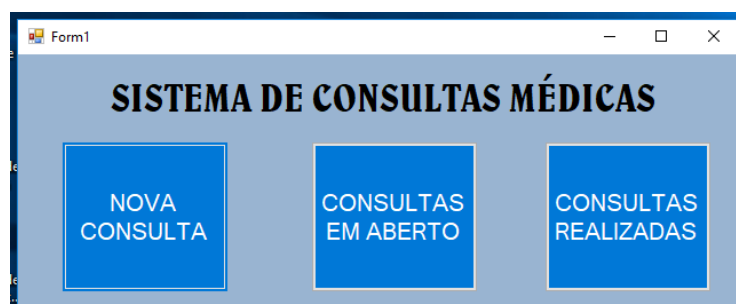 Form1
SISTEMA DE CONSULTAS MÉDICAS
NOVA
CONSULTA
CONSULTAS
EM ABERTO
CONSULTAS
REALIZADAS